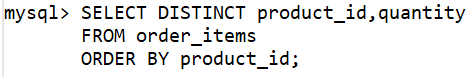 mysql> SELECT DISTINCT product_id,quantity
FROM order_items
ORDER BY product_id;